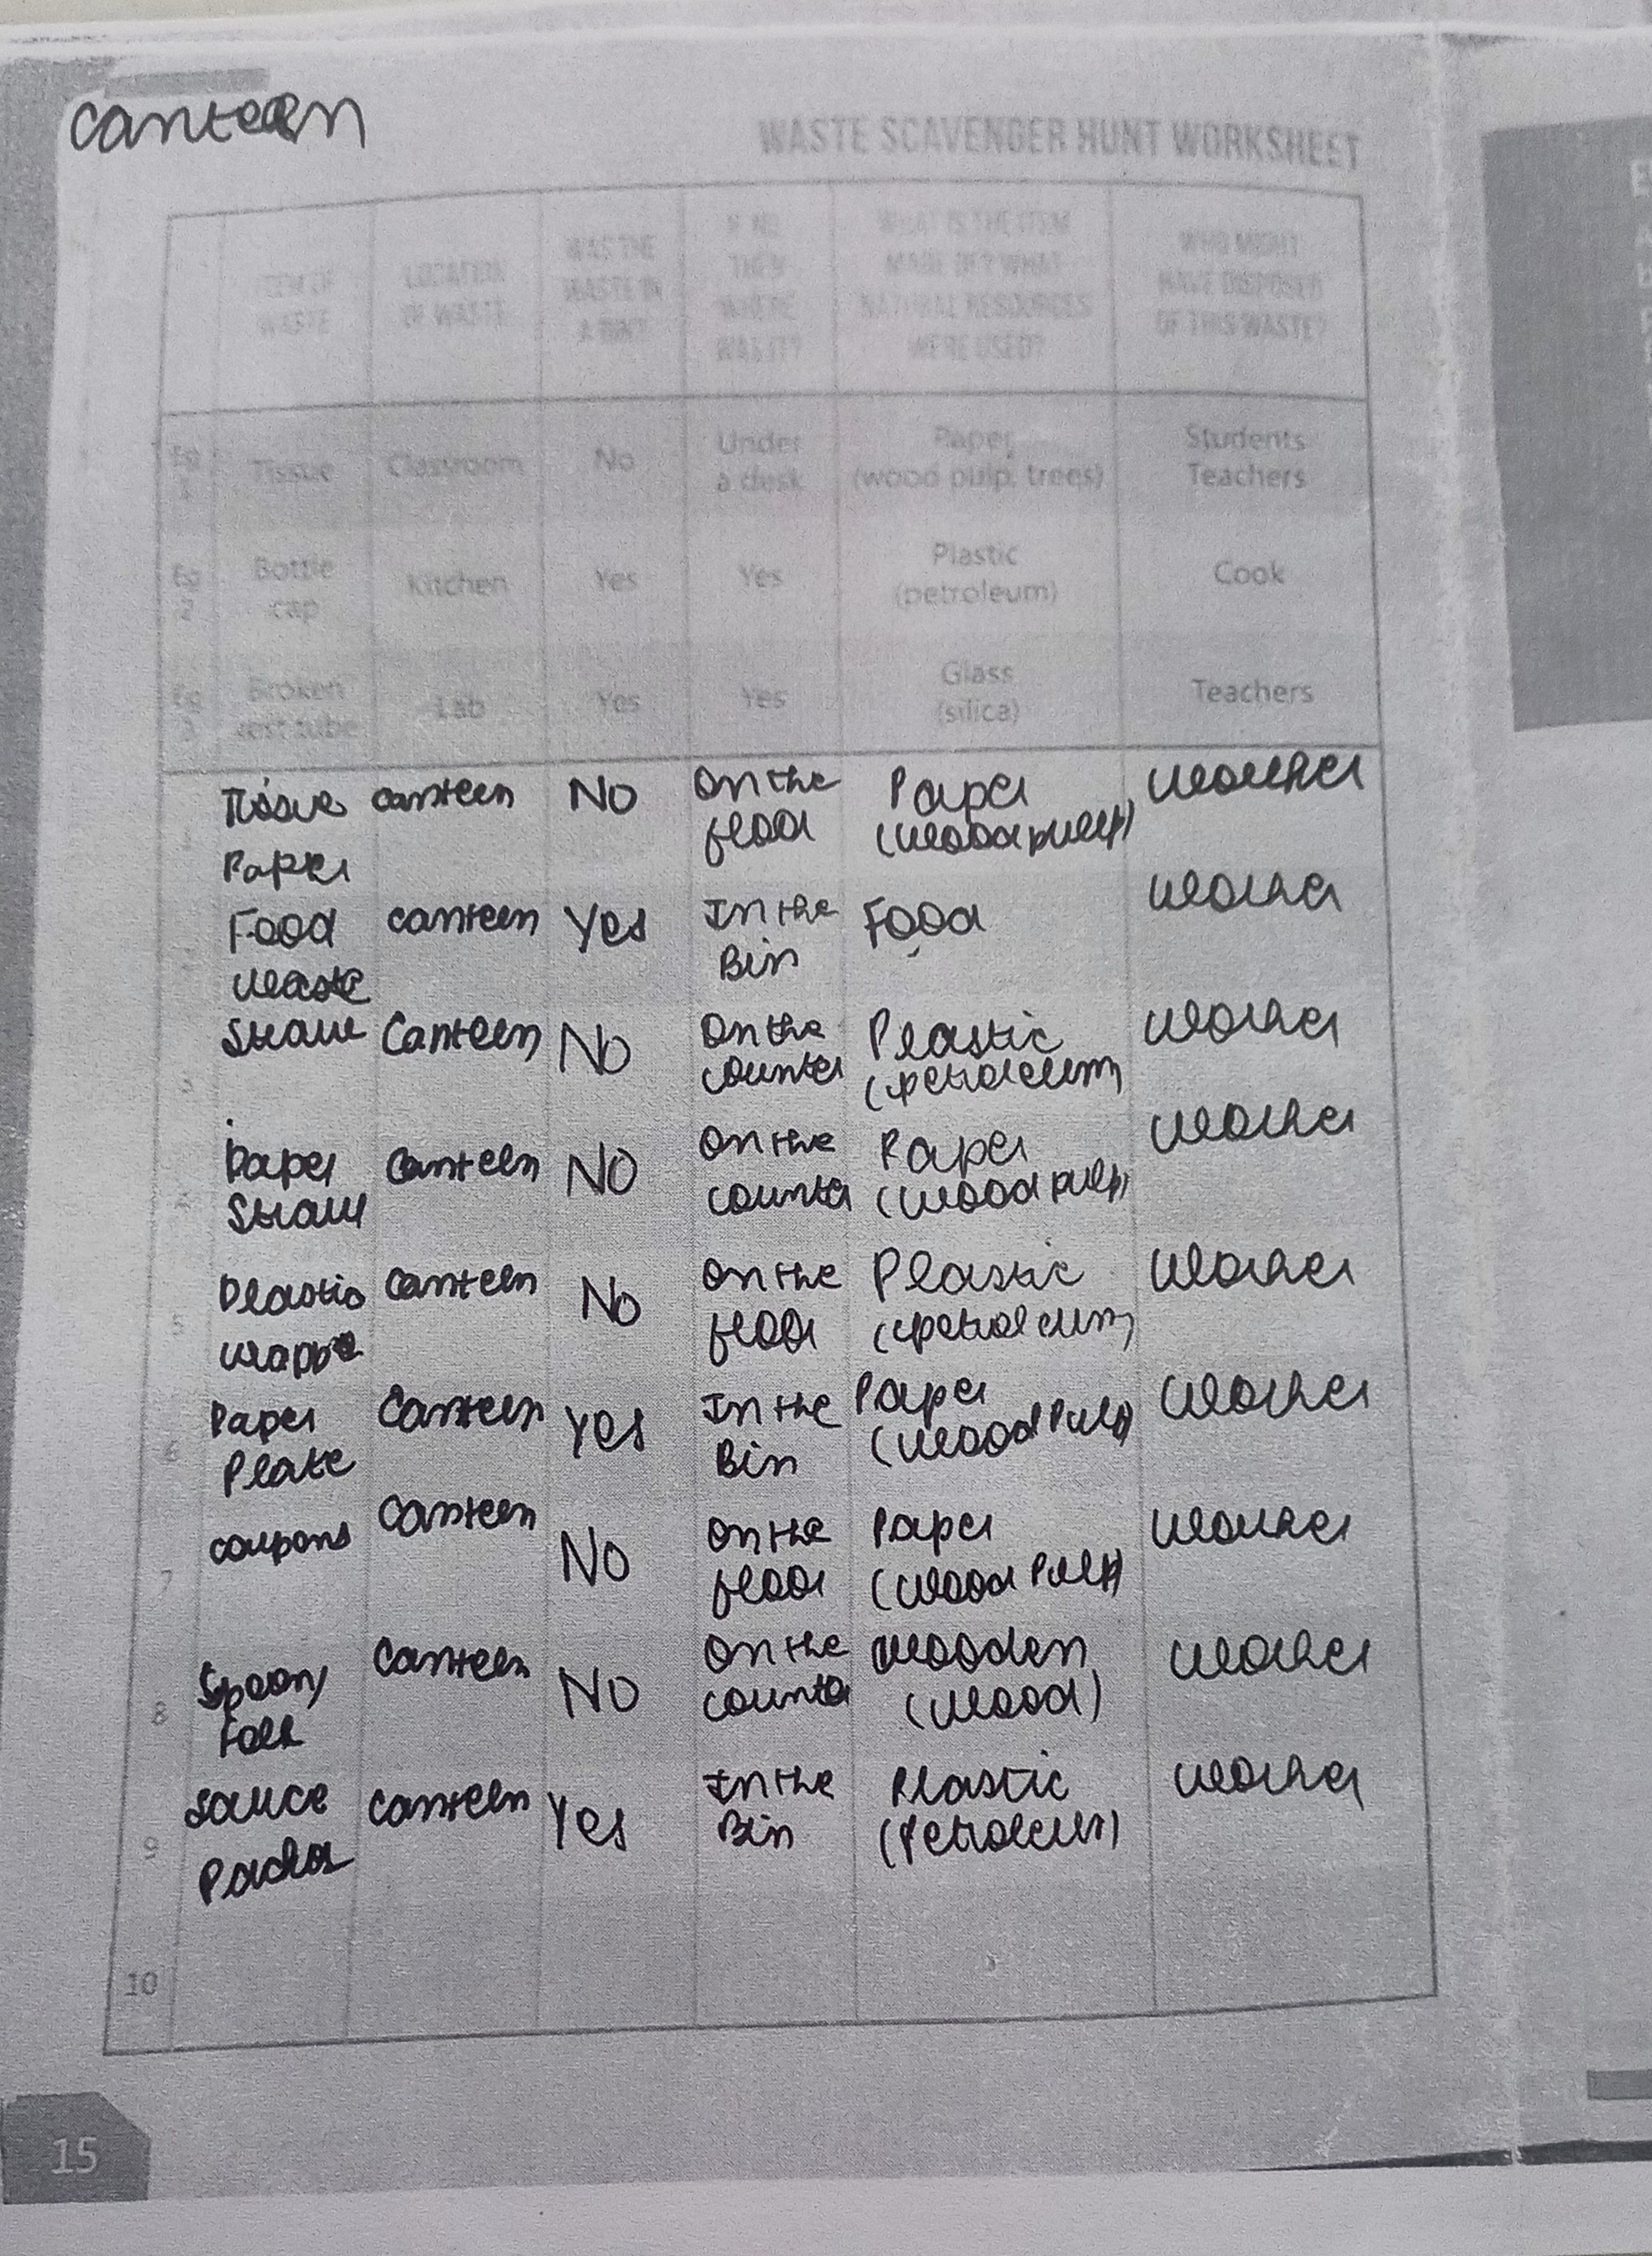 canteen
WASTE SCAVENGER HUNT WORKSHEET
ITEM OF WASTE | LOCATION OF WASTE | WAS THE WASTE IN A BIN? | IF NO, THEN WHERE WAS IT? | WHAT IS THE ITEM MADE OF? WHAT NATURAL RESOURCES WERE USED? | WHO MIGHT HAVE DISPOSED OF THIS WASTE?
Eg 1 | Tissue | Classroom | No | Under a desk | Paper (wood pulp, trees) | Students Teachers
Eg 2 | Bottle cap | Kitchen | Yes | Yes | Plastic (petroleum) | Cook
Eg 3 | Broken test tube | Lab | Yes | Yes | Glass (silica) | Teachers
1 | Tissue Paper | canteen | No | On the floor | Paper (wood pulp) | worker
Food waste | canteen | Yes | In the Bin | Food | worker
Straw | Canteen | No | On the counter | Plastic (petroleum) | worker
Paper Straw | Canteen | NO | On the counter | Paper (wood pulp) | worker
5 | Plastic | canteen | No | On the floor | Plastic (petroleum) | worker
6 | Paper Plate | Canteen | Yes | In the Bin | Paper (wood Pulp) | worker
7 | coupons | Canteen | No | On the floor | Paper (wood Pulp) | worker
8 | Spoon, | Canteen | No | On the counter | wooden (wood) | worker
9 | Sauce | canteen | Yes | In the Bin | Plastic (Petroleum) | worker
10
15